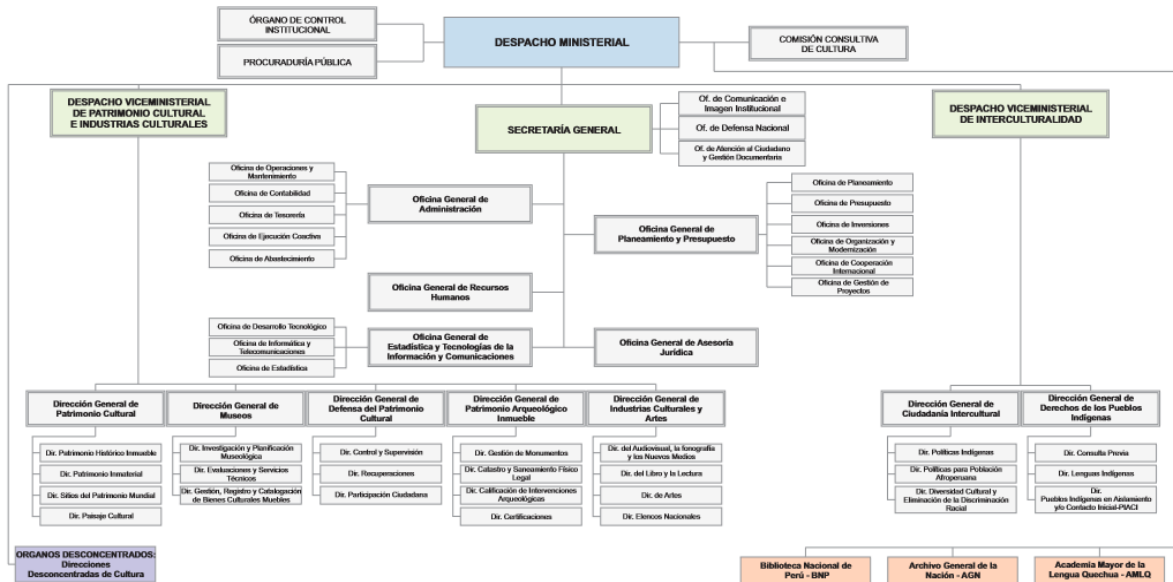 ÓRGANO DE CONTROL
INSTITUCIONAL
PROCURADURÍA PÚBLICA
DESPACHO MINISTERIAL
COMISIÓN CONSULTIVA
DE CULTURA
DESPACHO VICEMINISTERIAL
DE PATRIMONIO CULTURAL
E INDUSTRIAS CULTURALES
SECRETARÍA GENERAL
Of. de Comunicación e
Imagen Institucional
Of. de Defensa Nacional
Of. de Atención al Ciudadano
y Gestión Documentaria
DESPACHO VICEMINISTERIAL
DE INTERCULTURALIDAD
Oficina de Operaciones y
Mantenimiento
Oficina de Contabilidad
Oficina de Tesorería
Oficina de Ejecución Coactiva
Oficina de Abastecimiento
Oficina General de
Administración
Oficina General de
Planeamiento y Presupuesto
Oficina de Planeamiento
Oficina de Presupuesto
Oficina de Inversiones
Oficina de Organización y
Modernización
Oficina de Cooperación
Internacional
Oficina de Gestión de
Proyectos
Oficina General de Recursos
Humanos
Oficina de Desarrollo Tecnológico
Oficina de Informática y
Telecomunicaciones
Oficina de Estadística
Oficina General de
Estadística y Tecnologías de la
Información y Comunicaciones
Oficina General de Asesoría
Jurídica
Dirección General de
Patrimonio Cultural
Dir. Patrimonio Histórico Inmueble
Dir. Patrimonio Inmaterial
Dir. Sitios del Patrimonio Mundial
Dir. Paisaje Cultural
Dirección General de
Museos
Dir. Investigación y Planificación
Museológica
Dir. Evaluaciones y Servicios
Técnicos
Dir. Gestión, Registro y Catalogación
de Bienes Culturales Muebles
Dirección General de
Defensa del Patrimonio
Cultural
Dir. Control y Supervisión
Dir. Recuperaciones
Dir. Participación Ciudadana
Dirección General de
Patrimonio Arqueológico
Inmueble
Dir. Gestión de Monumentos
Dir. Catastro y Saneamiento Físico
Legal
Dir. Calificación de Intervenciones
Arqueológicas
Dir. Certificaciones
Dirección General de
Industrias Culturales y
Artes
Dir. del Audiovisual, la fonografía
y los Nuevos Medios
Dir. del Libro y la Lectura
Dir. de Artes
Dir. Elencos Nacionales
Dirección General de
Ciudadanía Intercultural
Dir. Políticas Indígenas
Dir. Políticas para Población
Afroperuana
Dir. Diversidad Cultural y
Eliminación de la Discriminación
Racial
Dirección General de
Derechos de los Pueblos
Indígenas
Dir. Consulta Previa
Dir. Lenguas Indígenas
Dir.
Pueblos Indígenas en Aislamiento
y/o Contacto Inicial-PIACI
ORGANOS DESCONCENTRADOS:
Direcciones
Desconcentradas de Cultura
Biblioteca Nacional de
Perú - BNP
Archivo General de la
Nación - AGN
Academia Mayor de la
Lengua Quechua - AMLQ